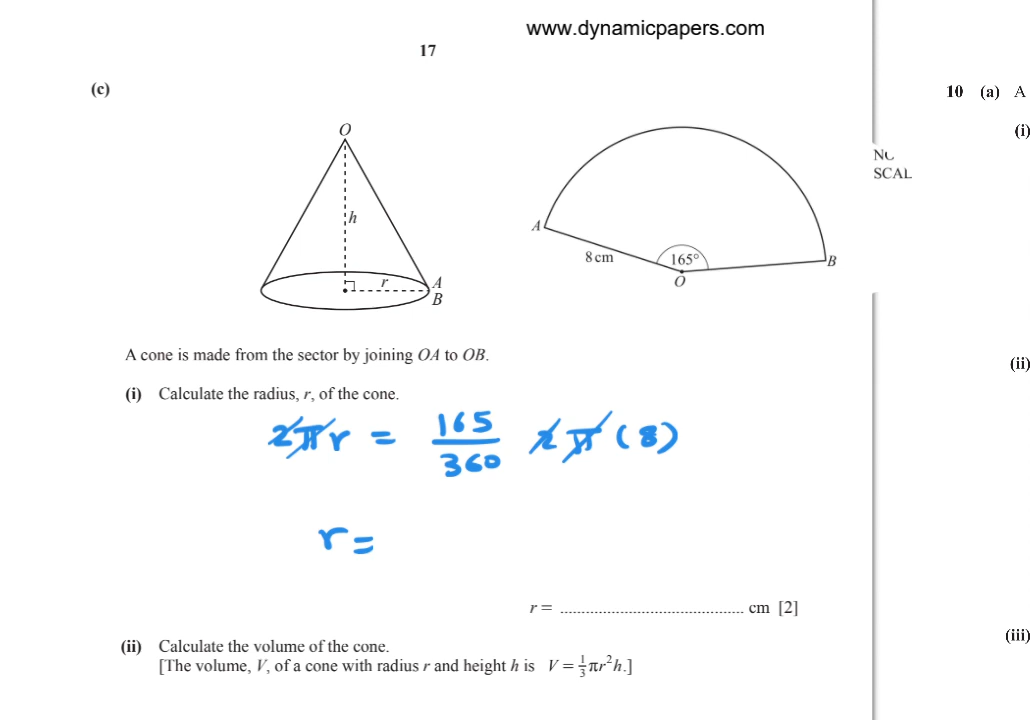 www.dynamicpapers.com
17
(c)
O
h
r
A
B
A
8 cm
165°
O
B
SCAL
A cone is made from the sector by joining OA to OB.
(i) Calculate the radius, r, of the cone.
2πr = 165/360 2π (8)
r =
r = ............................................ cm [2]
(ii) Calculate the volume of the cone.
[The volume, V, of a cone with radius r and height h is V = 1/3 πr²h.]
10 (a) A
(i)
(ii)
(iii)